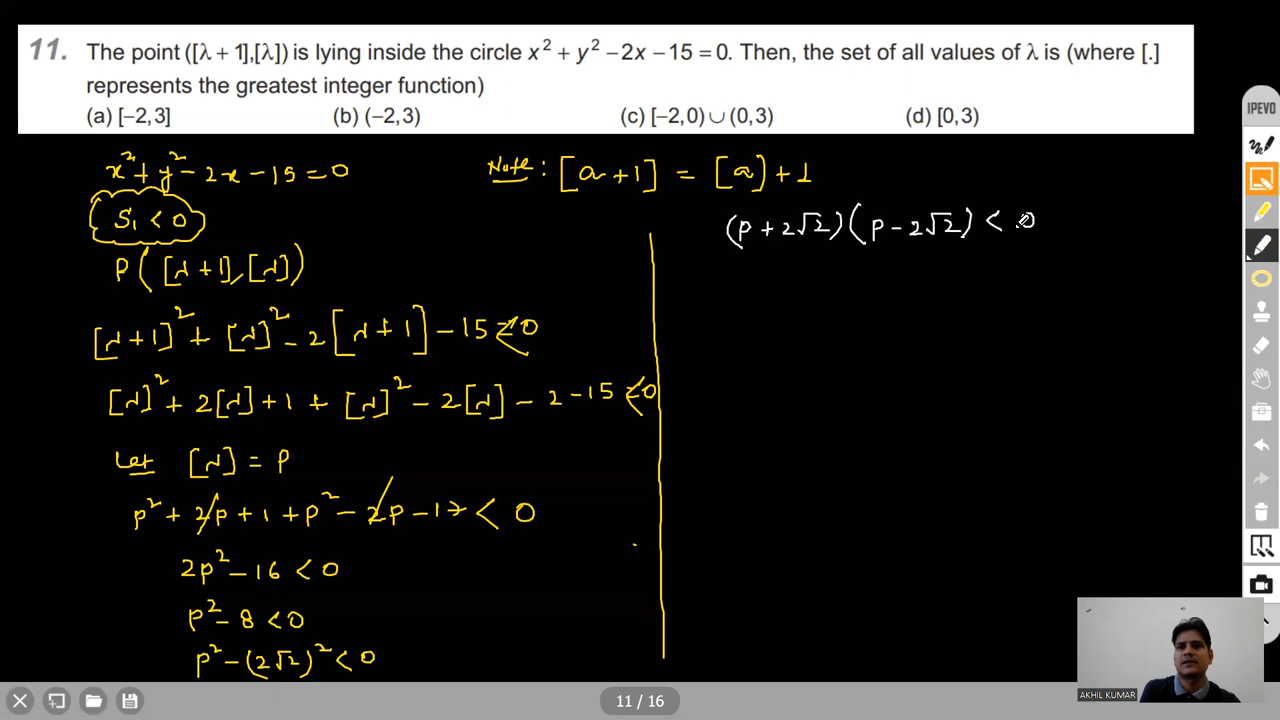 11. The point ([λ + 1],[λ]) is lying inside the circle x² + y² − 2x − 15 = 0. Then, the set of all values of λ is (where [.]
represents the greatest integer function)
(a) [−2,3] (b) (−2,3) (c) [−2,0) ∪ (0,3) (d) [0,3)
x² + y² − 2x − 15 = 0
S₁ < 0
P ([λ + 1], [λ])
[λ + 1]² + [λ]² − 2[λ + 1] − 15 < 0
[λ]² + 2[λ] + 1 + [λ]² − 2[λ] − 2 − 15 < 0
Let [λ] = P
p² + 2p + 1 + p² − 2p − 17 < 0
2p² − 16 < 0
p² − 8 < 0
p² − (2√2)² < 0
Note : [a + 1] = [a] + 1
(p + 2√2)(p − 2√2) < 0
IPEVO
11 / 16
AKHIL KUMAR